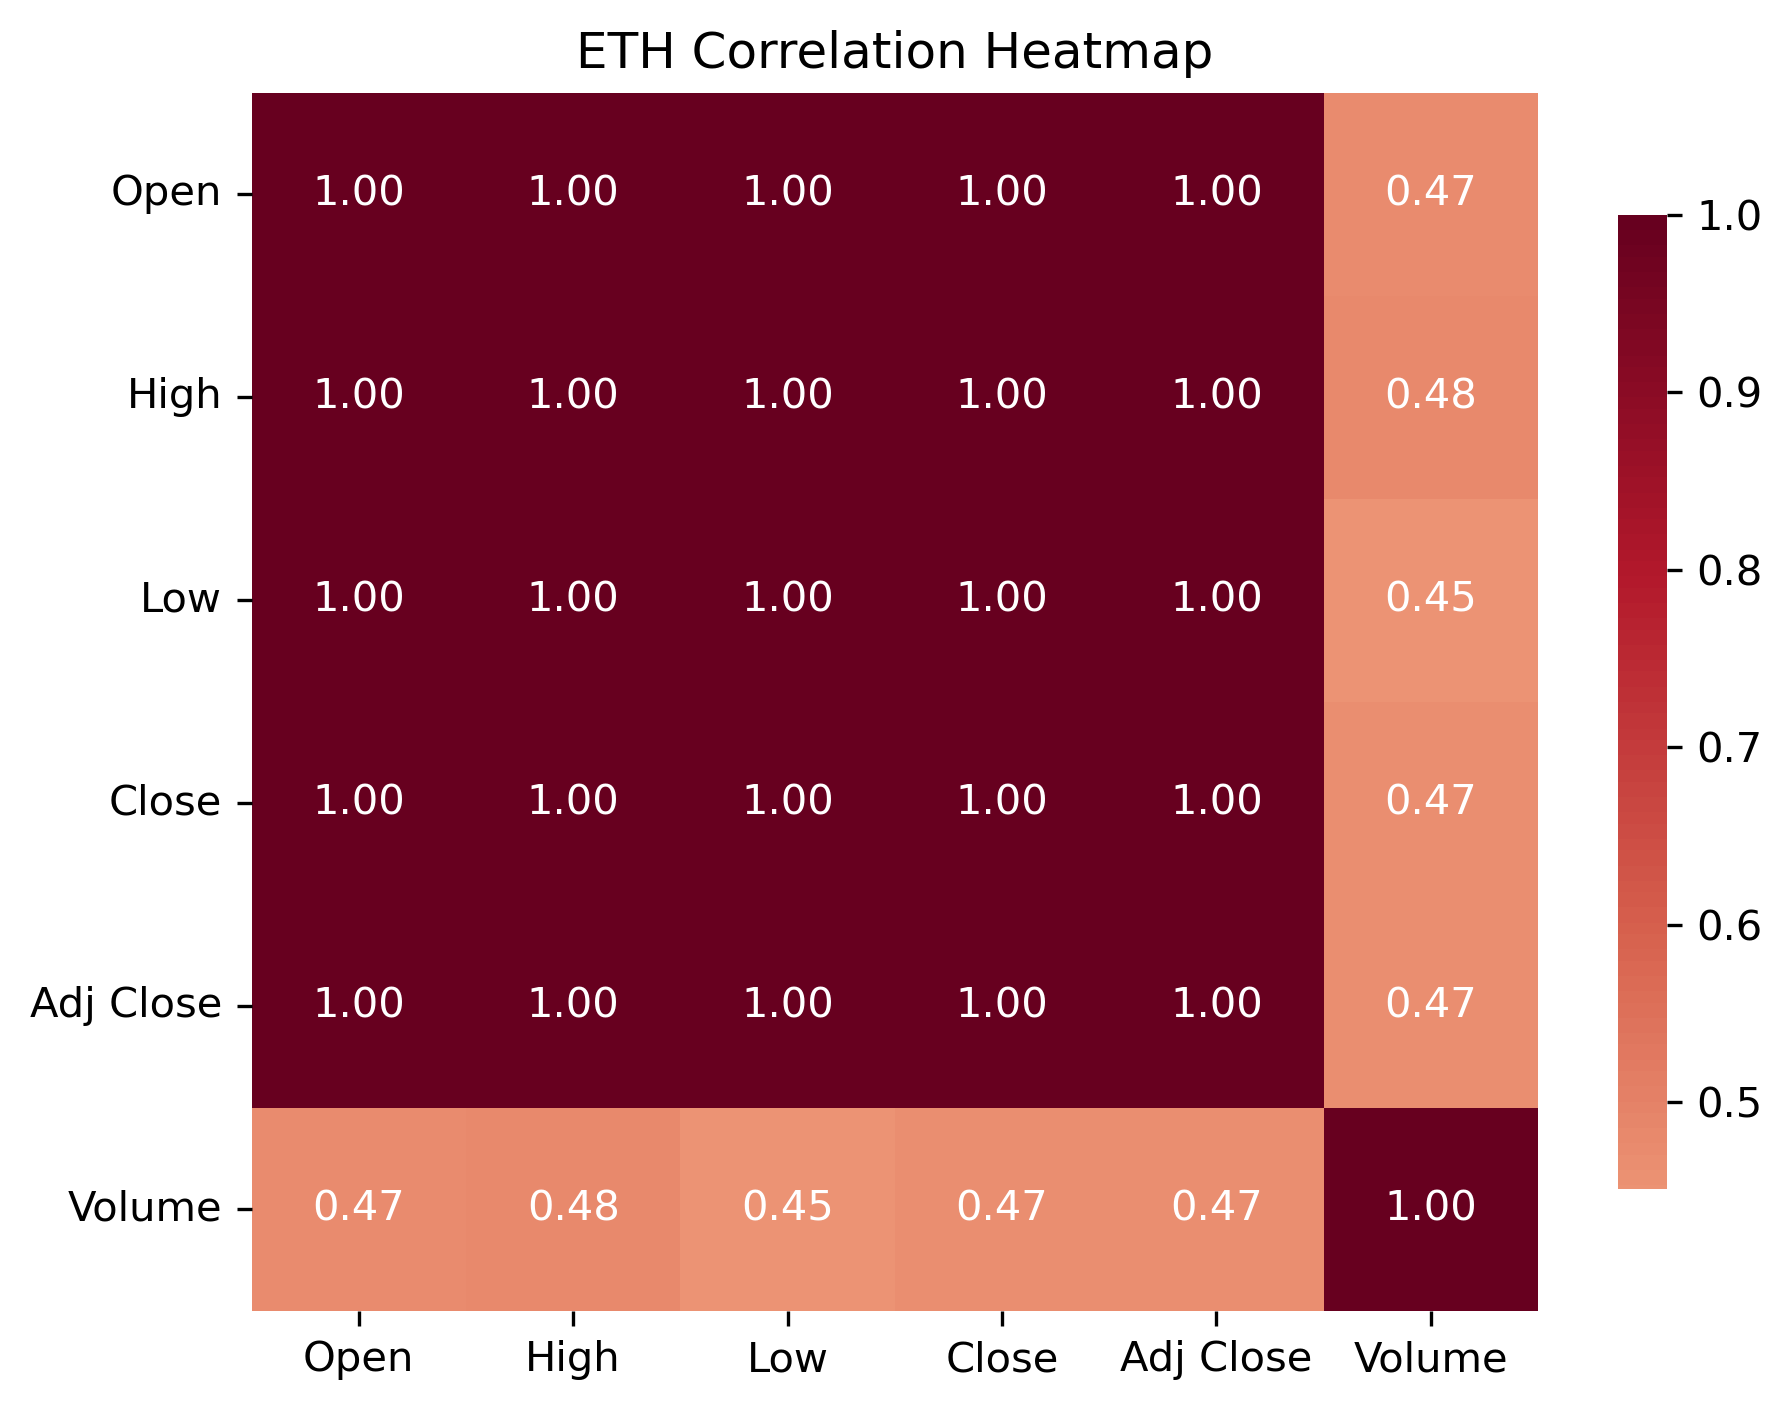 ETH Correlation Heatmap
Open 1.00 1.00 1.00 1.00 1.00 0.47
High 1.00 1.00 1.00 1.00 1.00 0.48
Low 1.00 1.00 1.00 1.00 1.00 0.45
Close 1.00 1.00 1.00 1.00 1.00 0.47
Adj Close 1.00 1.00 1.00 1.00 1.00 0.47
Volume 0.47 0.48 0.45 0.47 0.47 1.00
Open High Low Close Adj Close Volume
1.0
0.9
0.8
0.7
0.6
0.5